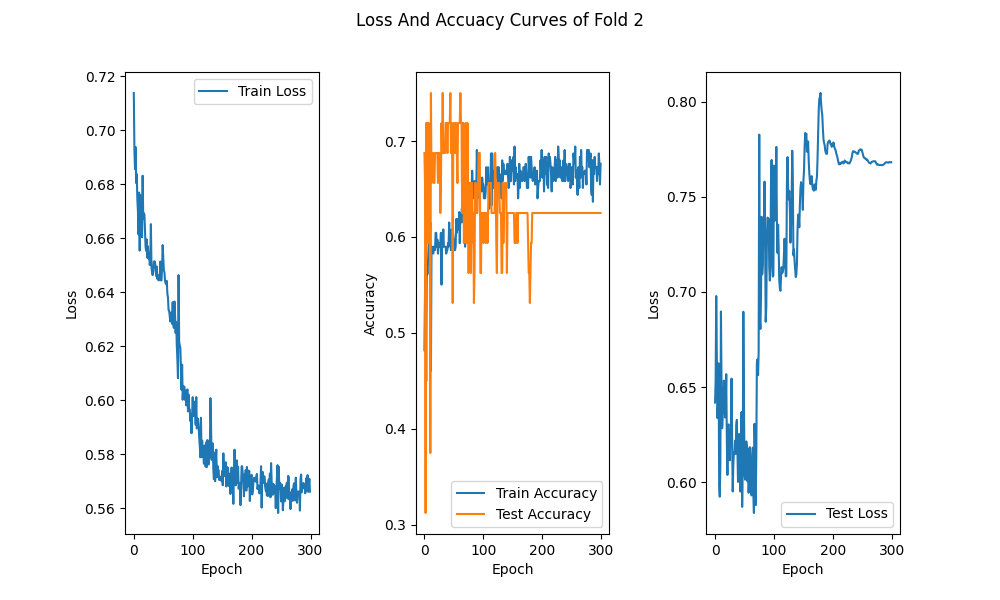 Loss And Accuacy Curves of Fold 2
0.72
0.70
0.68
0.66
0.64
0.62
0.60
0.58
0.56
Loss
0 100 200 300
Epoch
Train Loss
0.7
0.6
0.5
0.4
0.3
Accuracy
0 100 200 300
Epoch
Train Accuracy
Test Accuracy
0.80
0.75
0.70
0.65
0.60
Loss
0 100 200 300
Epoch
Test Loss